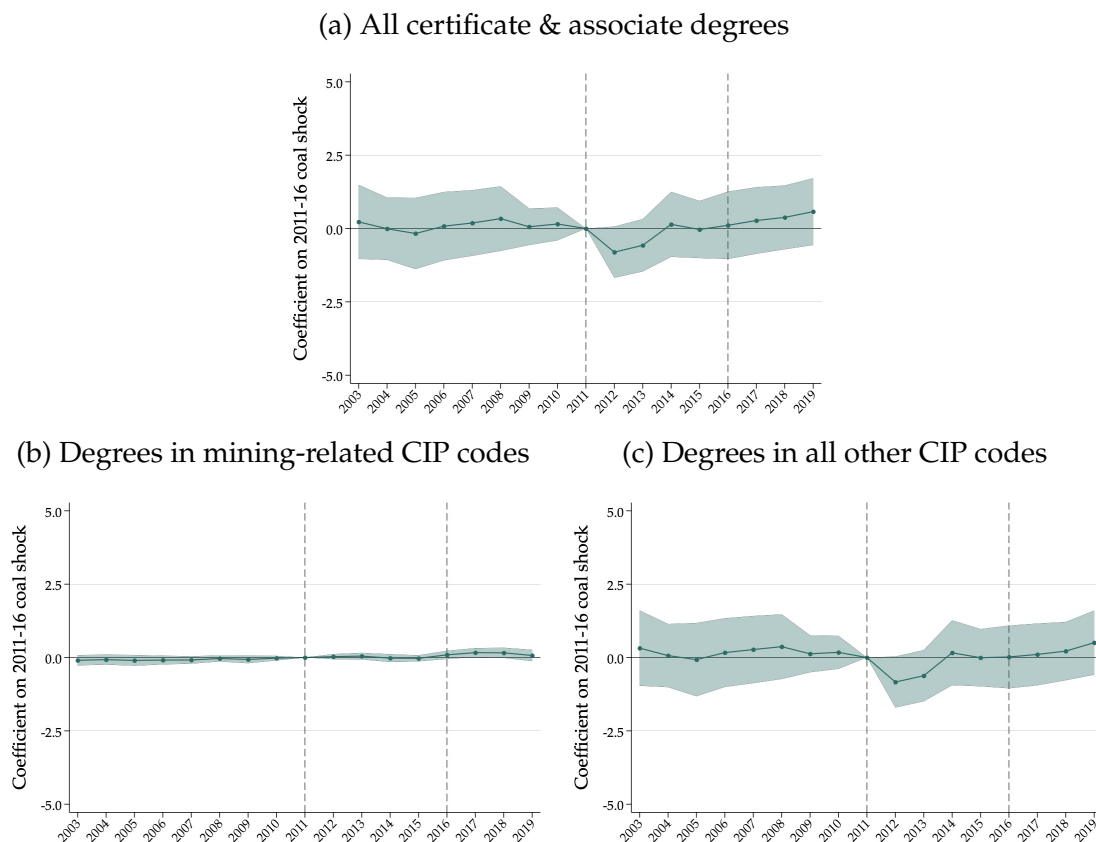 (a) All certificate & associate degrees
Coefficient on 2011-16 coal shock
5.0
2.5
0.0
-2.5
-5.0
2003 2004 2005 2006 2007 2008 2009 2010 2011 2012 2013 2014 2015 2016 2017 2018 2019
(b) Degrees in mining-related CIP codes
Coefficient on 2011-16 coal shock
5.0
2.5
0.0
-2.5
-5.0
2003 2004 2005 2006 2007 2008 2009 2010 2011 2012 2013 2014 2015 2016 2017 2018 2019
(c) Degrees in all other CIP codes
Coefficient on 2011-16 coal shock
5.0
2.5
0.0
-2.5
-5.0
2003 2004 2005 2006 2007 2008 2009 2010 2011 2012 2013 2014 2015 2016 2017 2018 2019